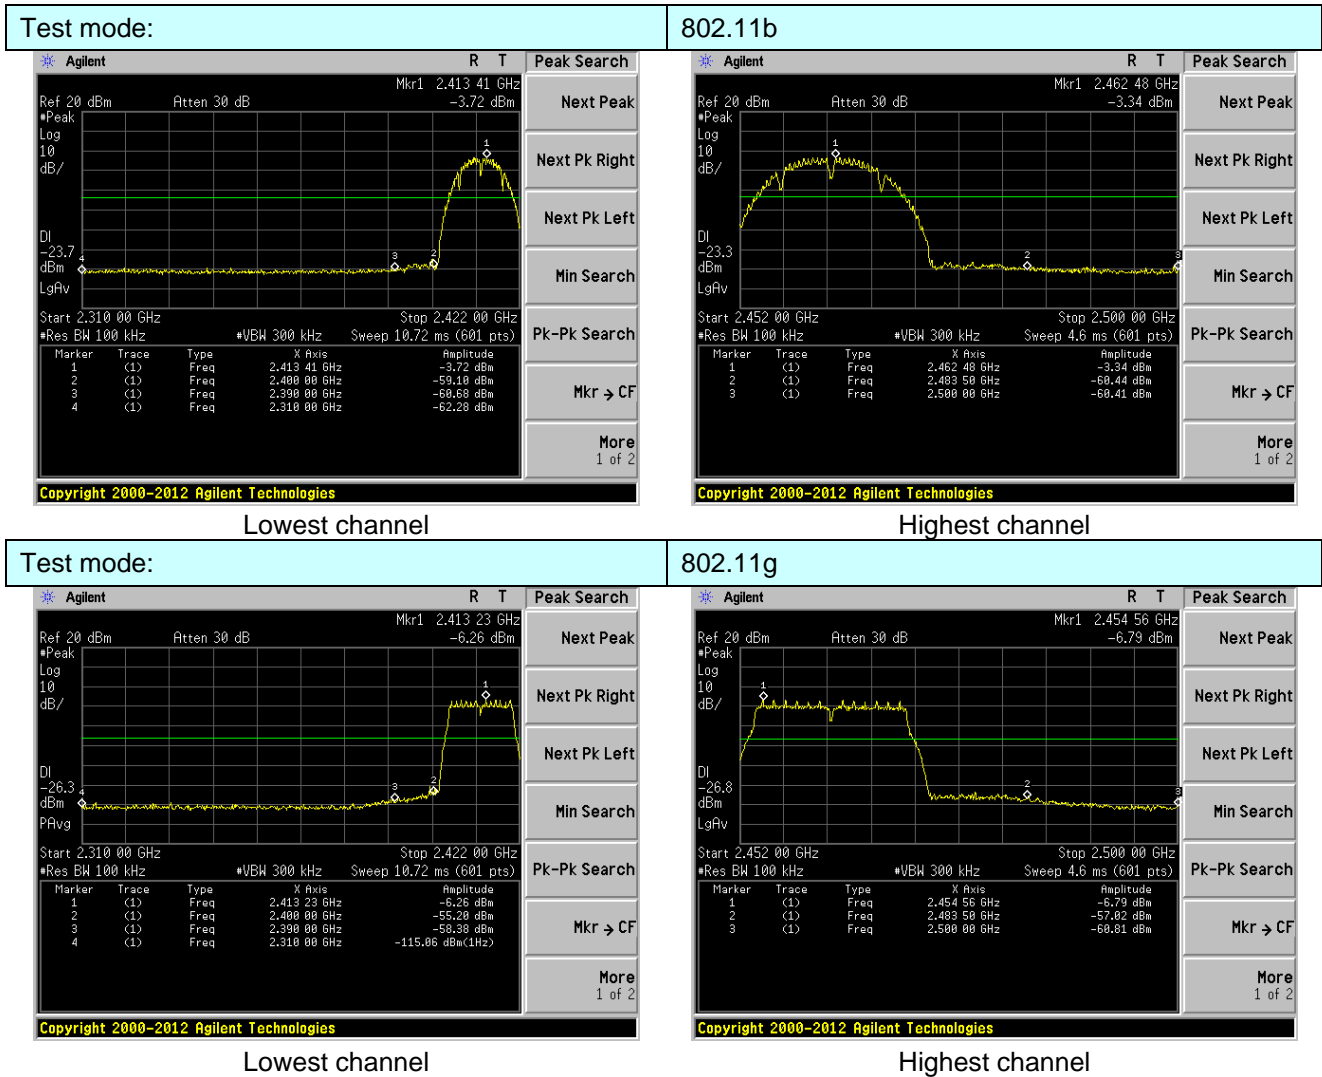 Test mode: 802.11b
Agilent R T Peak Search
Mkr1 2.413 41 GHz
Ref 20 dBm Atten 30 dB -3.72 dBm
#Peak
Log
10
dB/
1
DI
-23.7
dBm
LgAv
4
3
2
Start 2.310 00 GHz Stop 2.422 00 GHz
#Res BW 100 kHz #VBW 300 kHz Sweep 10.72 ms (601 pts)
Marker Trace Type X Axis Amplitude
1 (1) Freq 2.413 41 GHz -3.72 dBm
2 (1) Freq 2.400 00 GHz -59.10 dBm
3 (1) Freq 2.390 00 GHz -60.68 dBm
4 (1) Freq 2.310 00 GHz -62.28 dBm
Next Peak
Next Pk Right
Next Pk Left
Min Search
Pk-Pk Search
Mkr → CF
More
1 of 2
Copyright 2000-2012 Agilent Technologies
Lowest channel
Agilent R T Peak Search
Mkr1 2.462 48 GHz
Ref 20 dBm Atten 30 dB -3.34 dBm
#Peak
Log
10
dB/
1
DI
-23.3
dBm
LgAv
2
3
Start 2.452 00 GHz Stop 2.500 00 GHz
#Res BW 100 kHz #VBW 300 kHz Sweep 4.6 ms (601 pts)
Marker Trace Type X Axis Amplitude
1 (1) Freq 2.462 48 GHz -3.34 dBm
2 (1) Freq 2.483 50 GHz -60.44 dBm
3 (1) Freq 2.500 00 GHz -60.41 dBm
Next Peak
Next Pk Right
Next Pk Left
Min Search
Pk-Pk Search
Mkr → CF
More
1 of 2
Copyright 2000-2012 Agilent Technologies
Highest channel
Test mode: 802.11g
Agilent R T Peak Search
Mkr1 2.413 23 GHz
Ref 20 dBm Atten 30 dB -6.26 dBm
#Peak
Log
10
dB/
1
DI
-26.3
dBm
PAvg
4
3
2
Start 2.310 00 GHz Stop 2.422 00 GHz
#Res BW 100 kHz #VBW 300 kHz Sweep 10.72 ms (601 pts)
Marker Trace Type X Axis Amplitude
1 (1) Freq 2.413 23 GHz -6.26 dBm
2 (1) Freq 2.400 00 GHz -55.20 dBm
3 (1) Freq 2.390 00 GHz -58.38 dBm
4 (1) Freq 2.310 00 GHz -115.06 dBm(1Hz)
Next Peak
Next Pk Right
Next Pk Left
Min Search
Pk-Pk Search
Mkr → CF
More
1 of 2
Copyright 2000-2012 Agilent Technologies
Lowest channel
Agilent R T Peak Search
Mkr1 2.454 56 GHz
Ref 20 dBm Atten 30 dB -6.79 dBm
#Peak
Log
10
dB/
1
DI
-26.8
dBm
LgAv
2
3
Start 2.452 00 GHz Stop 2.500 00 GHz
#Res BW 100 kHz #VBW 300 kHz Sweep 4.6 ms (601 pts)
Marker Trace Type X Axis Amplitude
1 (1) Freq 2.454 56 GHz -6.79 dBm
2 (1) Freq 2.483 50 GHz -57.02 dBm
3 (1) Freq 2.500 00 GHz -60.81 dBm
Next Peak
Next Pk Right
Next Pk Left
Min Search
Pk-Pk Search
Mkr → CF
More
1 of 2
Copyright 2000-2012 Agilent Technologies
Highest channel